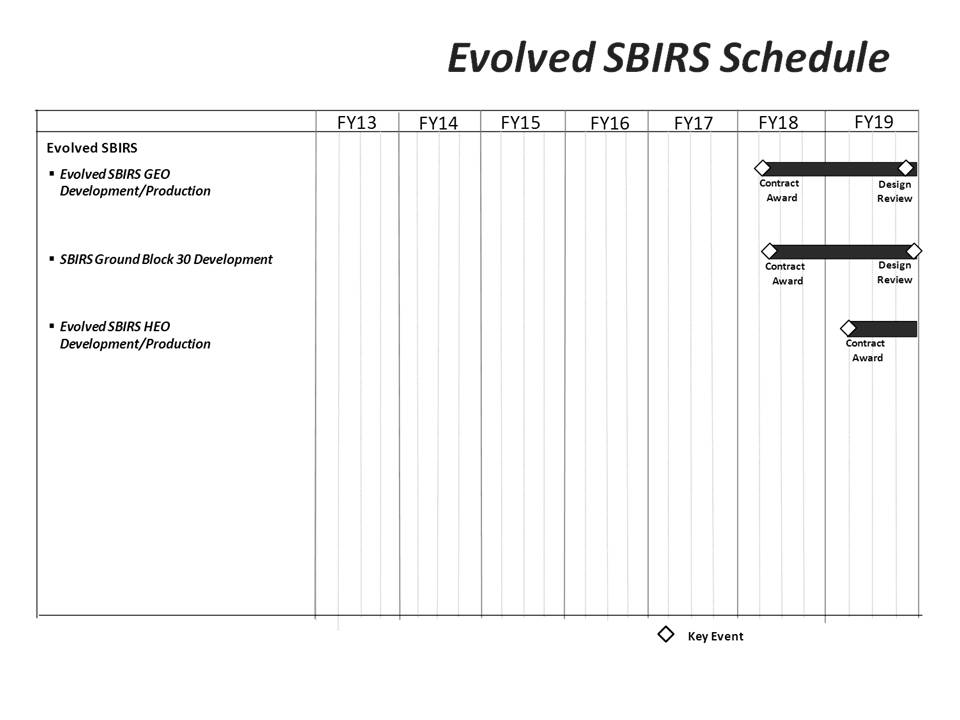 Evolved SBIRS Schedule
FY13 FY14 FY15 FY16 FY17 FY18 FY19
Evolved SBIRS
▪ Evolved SBIRS GEO
Development/Production
Contract
Award
Design
Review
▪ SBIRS Ground Block 30 Development
Contract
Award
Design
Review
▪ Evolved SBIRS HEO
Development/Production
Contract
Award
Key Event